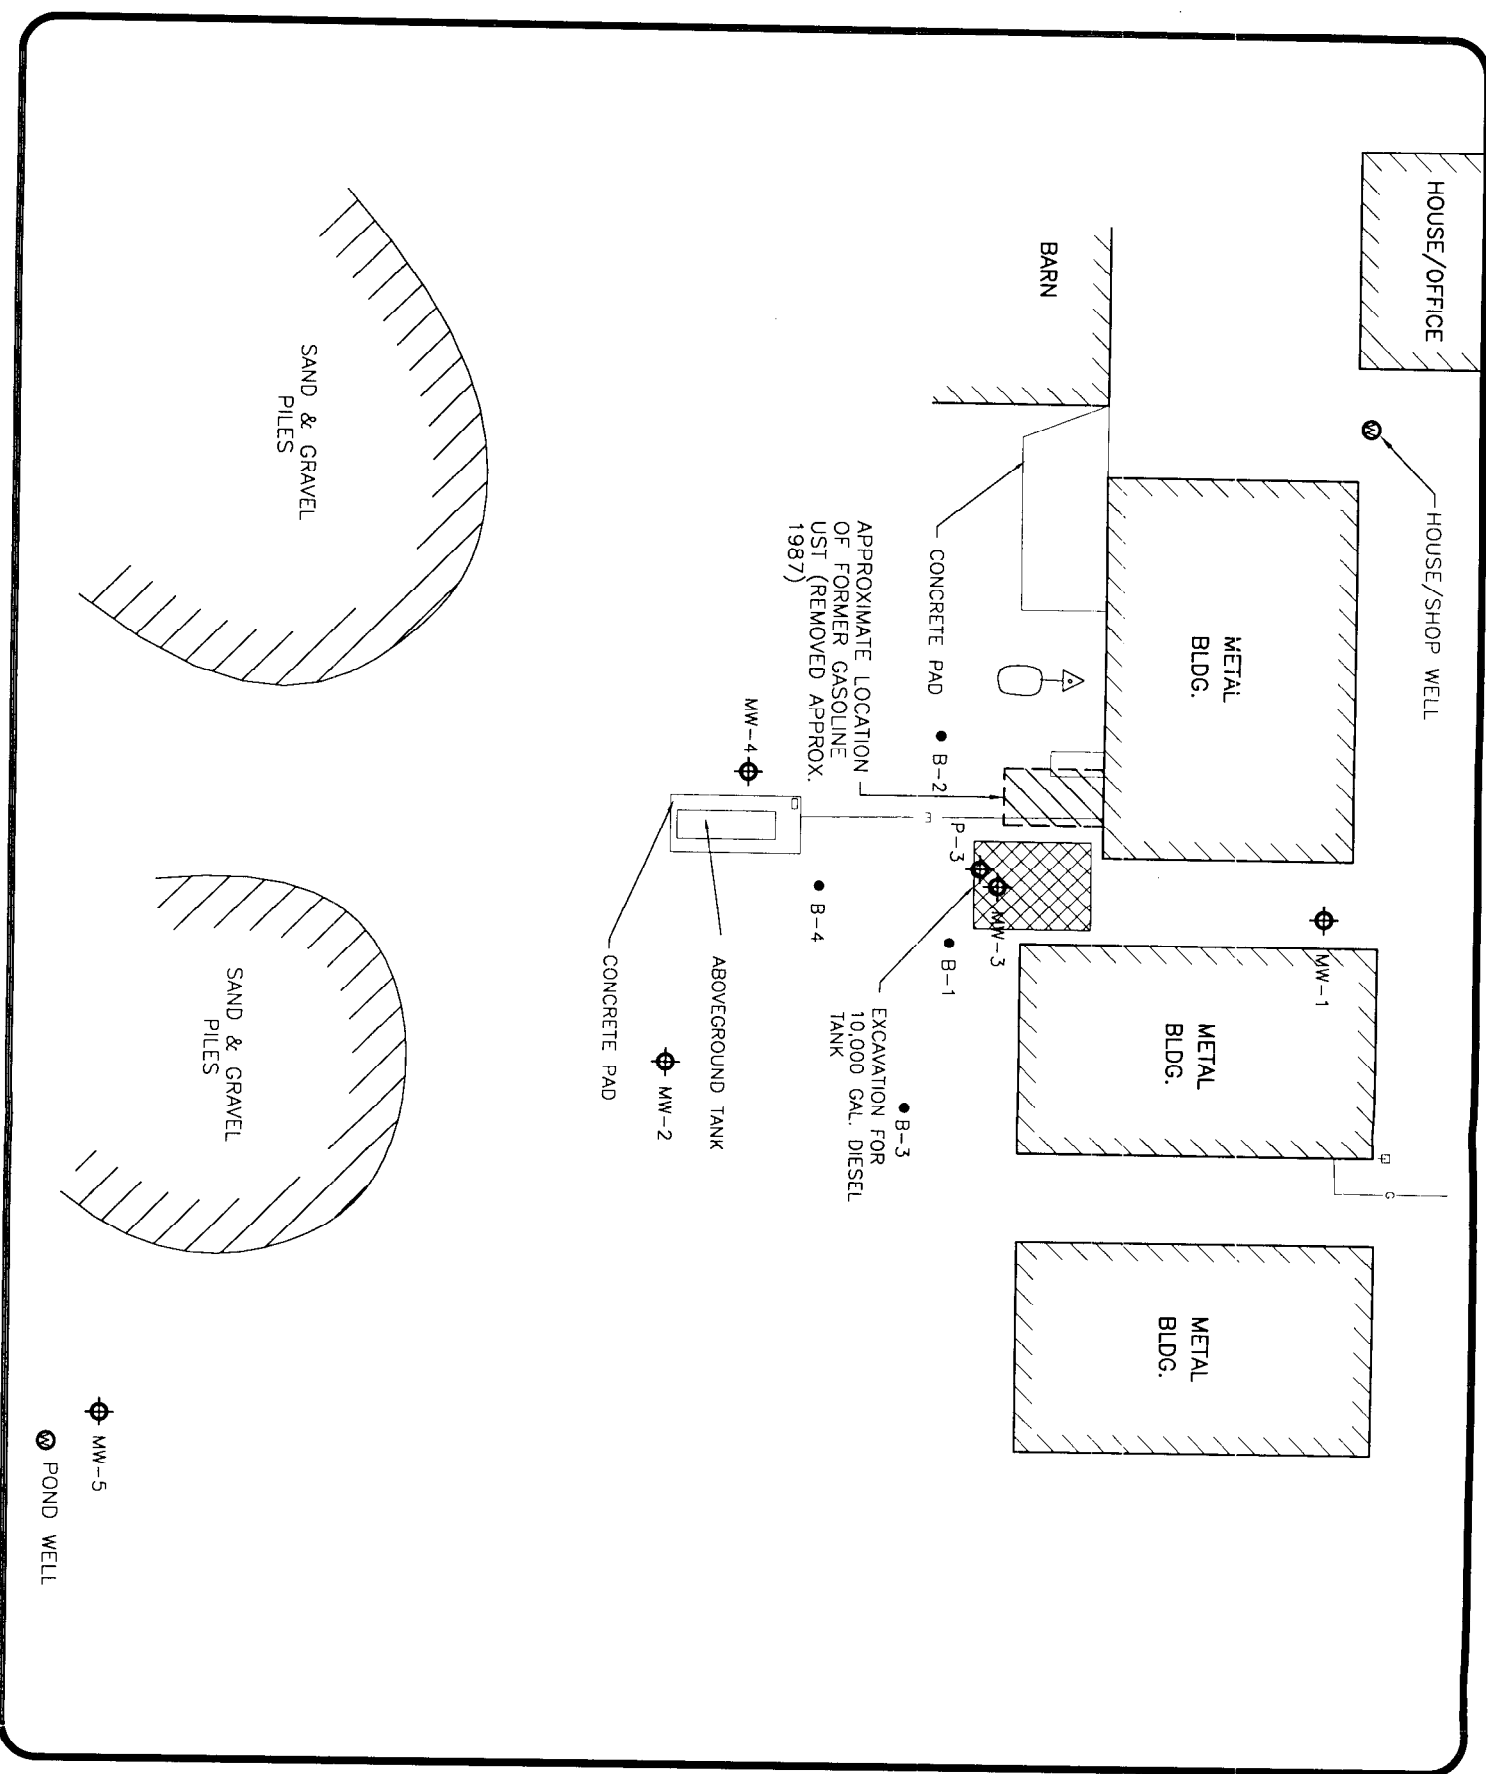 HOUSE/OFFICE
HOUSE/SHOP WELL
BARN
METAL
BLDG.
MW-1
CONCRETE PAD
B-2
APPROXIMATE LOCATION
OF FORMER GASOLINE
UST (REMOVED APPROX.
1987)
P-3
MW-3
B-1
METAL
BLDG.
G
METAL
BLDG.
EXCAVATION FOR
10,000 GAL. DIESEL
TANK
B-3
MW-4
B-4
ABOVEGROUND TANK
MW-2
CONCRETE PAD
SAND & GRAVEL
PILES
SAND & GRAVEL
PILES
MW-5
W POND WELL
W